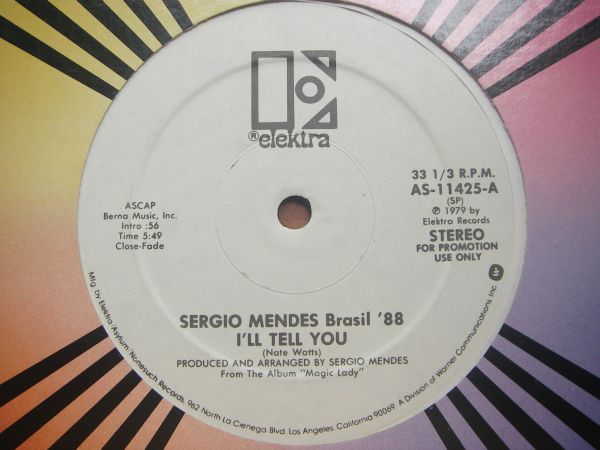 ® elektra
ASCAP
Berna Music, Inc.
Intro :56
Time 5:49
Close-Fade
33 1/3 R.P.M.
AS-11425-A
(SP)
℗ 1979 by
Elektra Records
STEREO
FOR PROMOTION
USE ONLY
SERGIO MENDES Brasil '88
I'LL TELL YOU
(Nate Watts)
PRODUCED AND ARRANGED BY SERGIO MENDES
From The Album "Magic Lady"
Mfg. by Elektra/Asylum/Nonesuch Records, 962 North La Cienega Blvd. Los Angeles, California 90069 A Division of Warner Communications Inc.